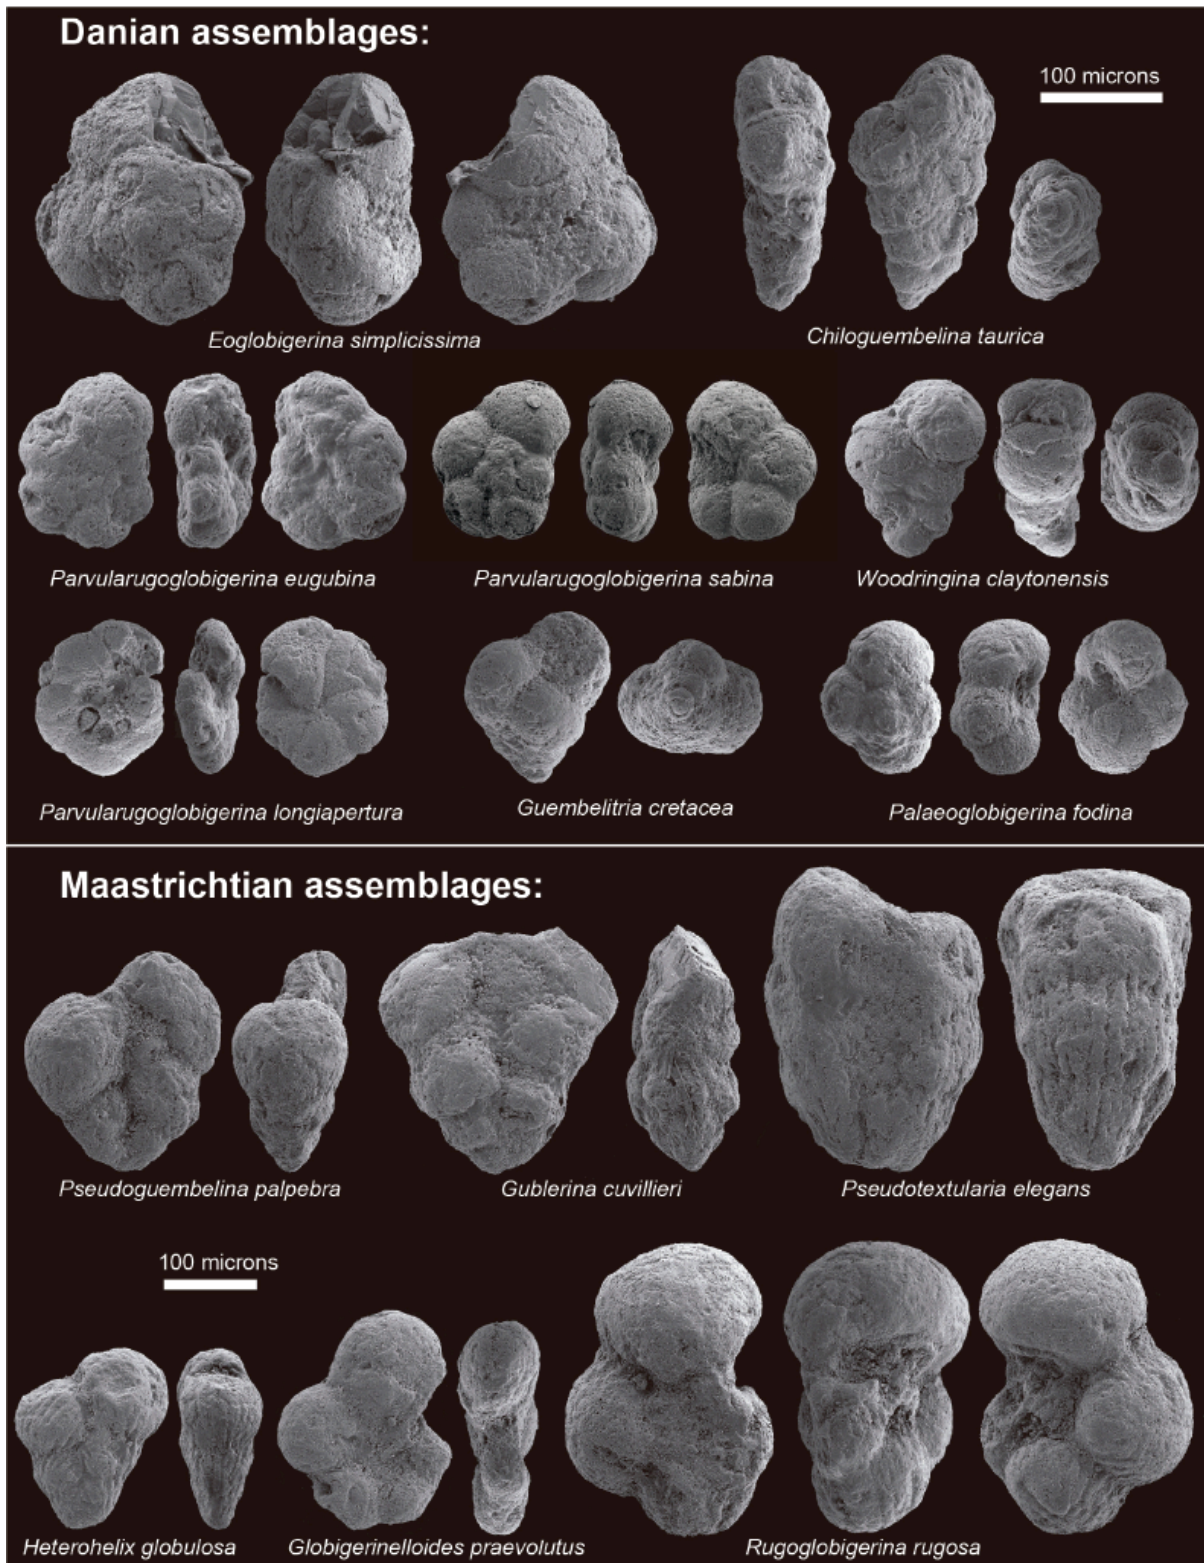 Danian assemblages:
100 microns
Eoglobigerina simplicissima
Chiloguembelina taurica
Parvularugoglobigerina eugubina
Parvularugoglobigerina sabina
Woodringina claytonensis
Parvularugoglobigerina longiapertura
Guembelitria cretacea
Palaeoglobigerina fodina
Maastrichtian assemblages:
Pseudoguembelina palpebra
Gublerina cuvillieri
Pseudotextularia elegans
100 microns
Heterohelix globulosa
Globigerinelloides praevolutus
Rugoglobigerina rugosa